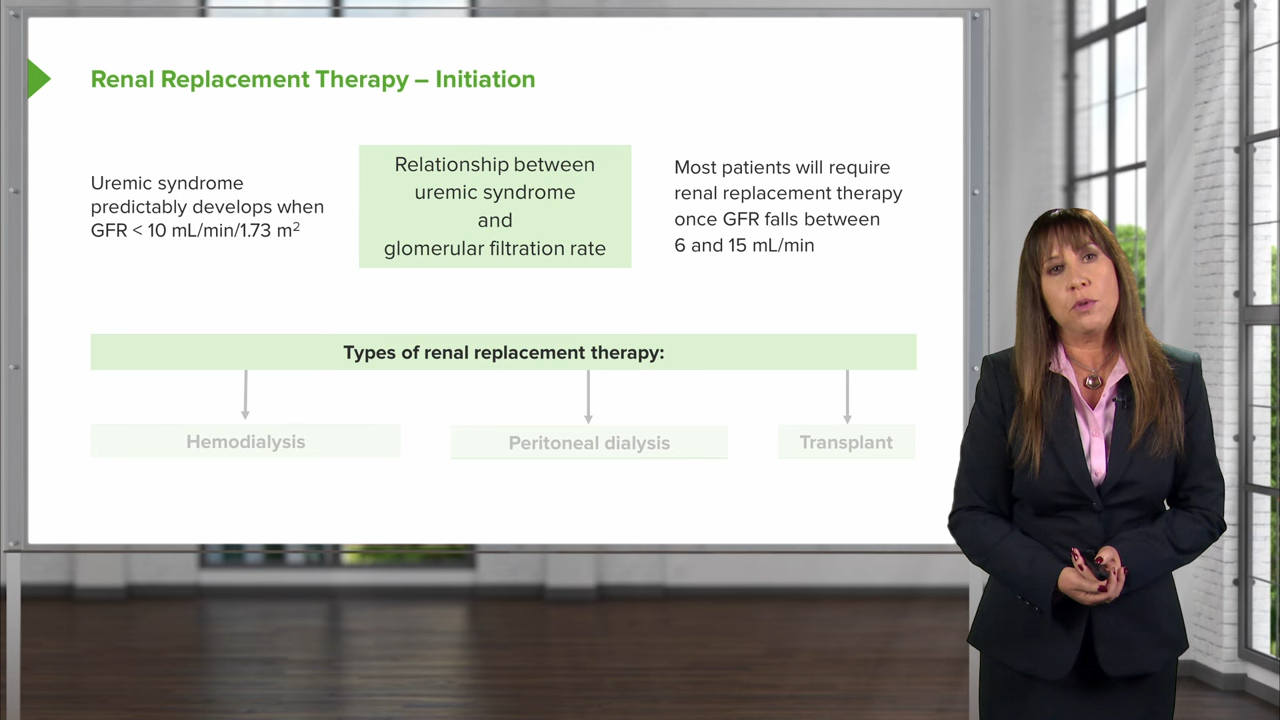 Renal Replacement Therapy – Initiation
Uremic syndrome
predictably develops when
GFR < 10 mL/min/1.73 m²
Relationship between
uremic syndrome
and
glomerular filtration rate
Most patients will require
renal replacement therapy
once GFR falls between
6 and 15 mL/min
Types of renal replacement therapy:
Hemodialysis
Peritoneal dialysis
Transplant